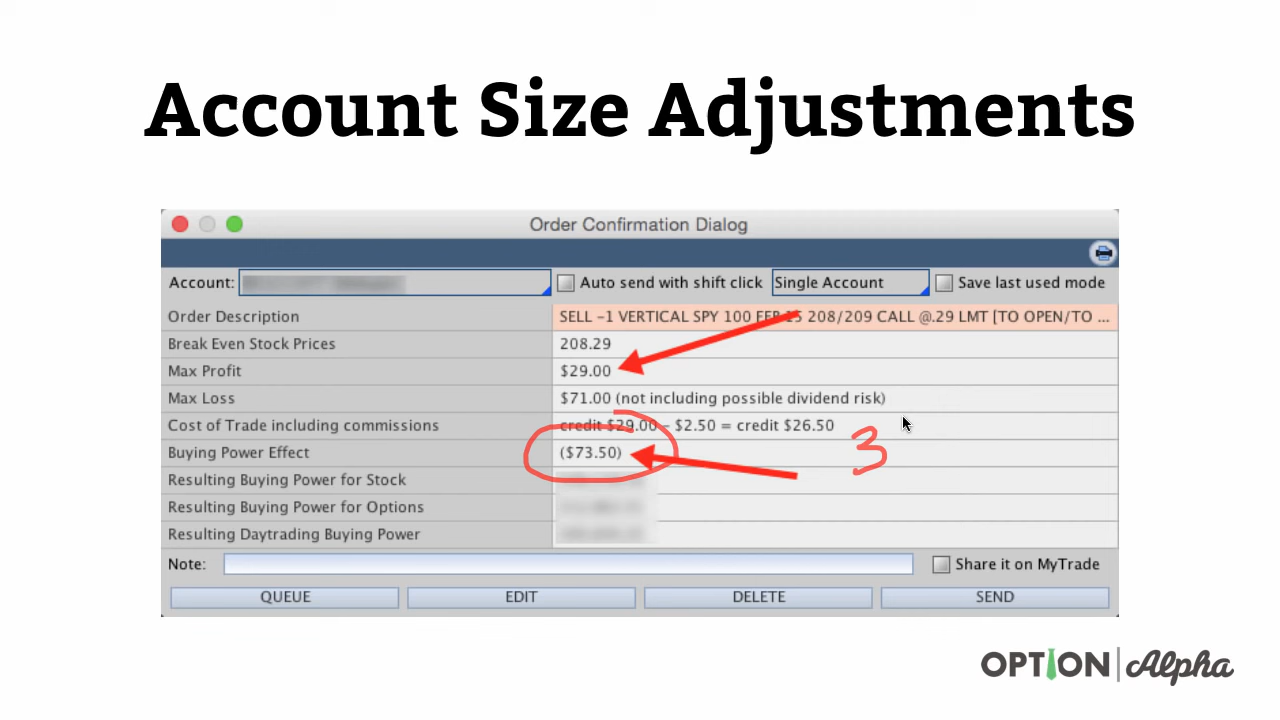 Account Size Adjustments
Order Confirmation Dialog
Account: Auto send with shift click Single Account Save last used mode
Order Description SELL -1 VERTICAL SPY 100 FEB 15 208/209 CALL @.29 LMT [TO OPEN/TO ...
Break Even Stock Prices 208.29
Max Profit $29.00
Max Loss $71.00 (not including possible dividend risk)
Cost of Trade including commissions credit $29.00 - $2.50 = credit $26.50
Buying Power Effect ($73.50) 3
Resulting Buying Power for Stock
Resulting Buying Power for Options
Resulting Daytrading Buying Power
Note: Share it on MyTrade
QUEUE EDIT DELETE SEND
OPTION Alpha